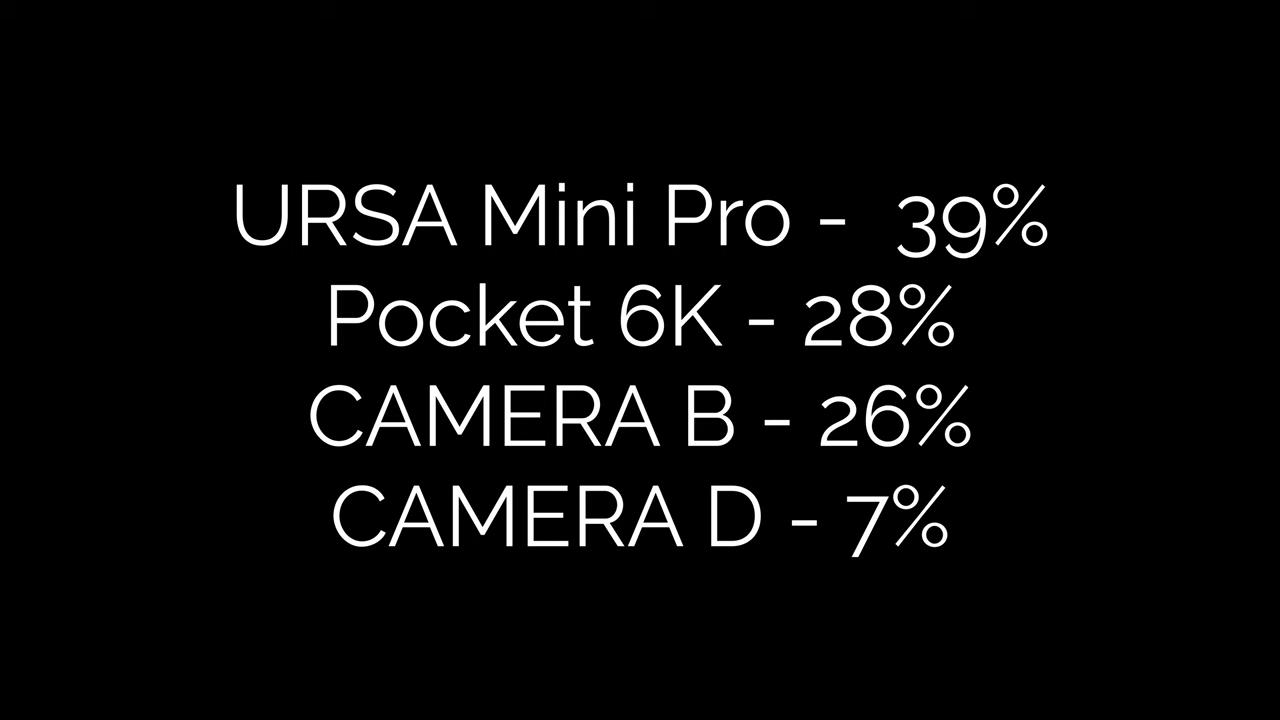 URSA Mini Pro - 39%
Pocket 6K - 28%
CAMERA B - 26%
CAMERA D - 7%